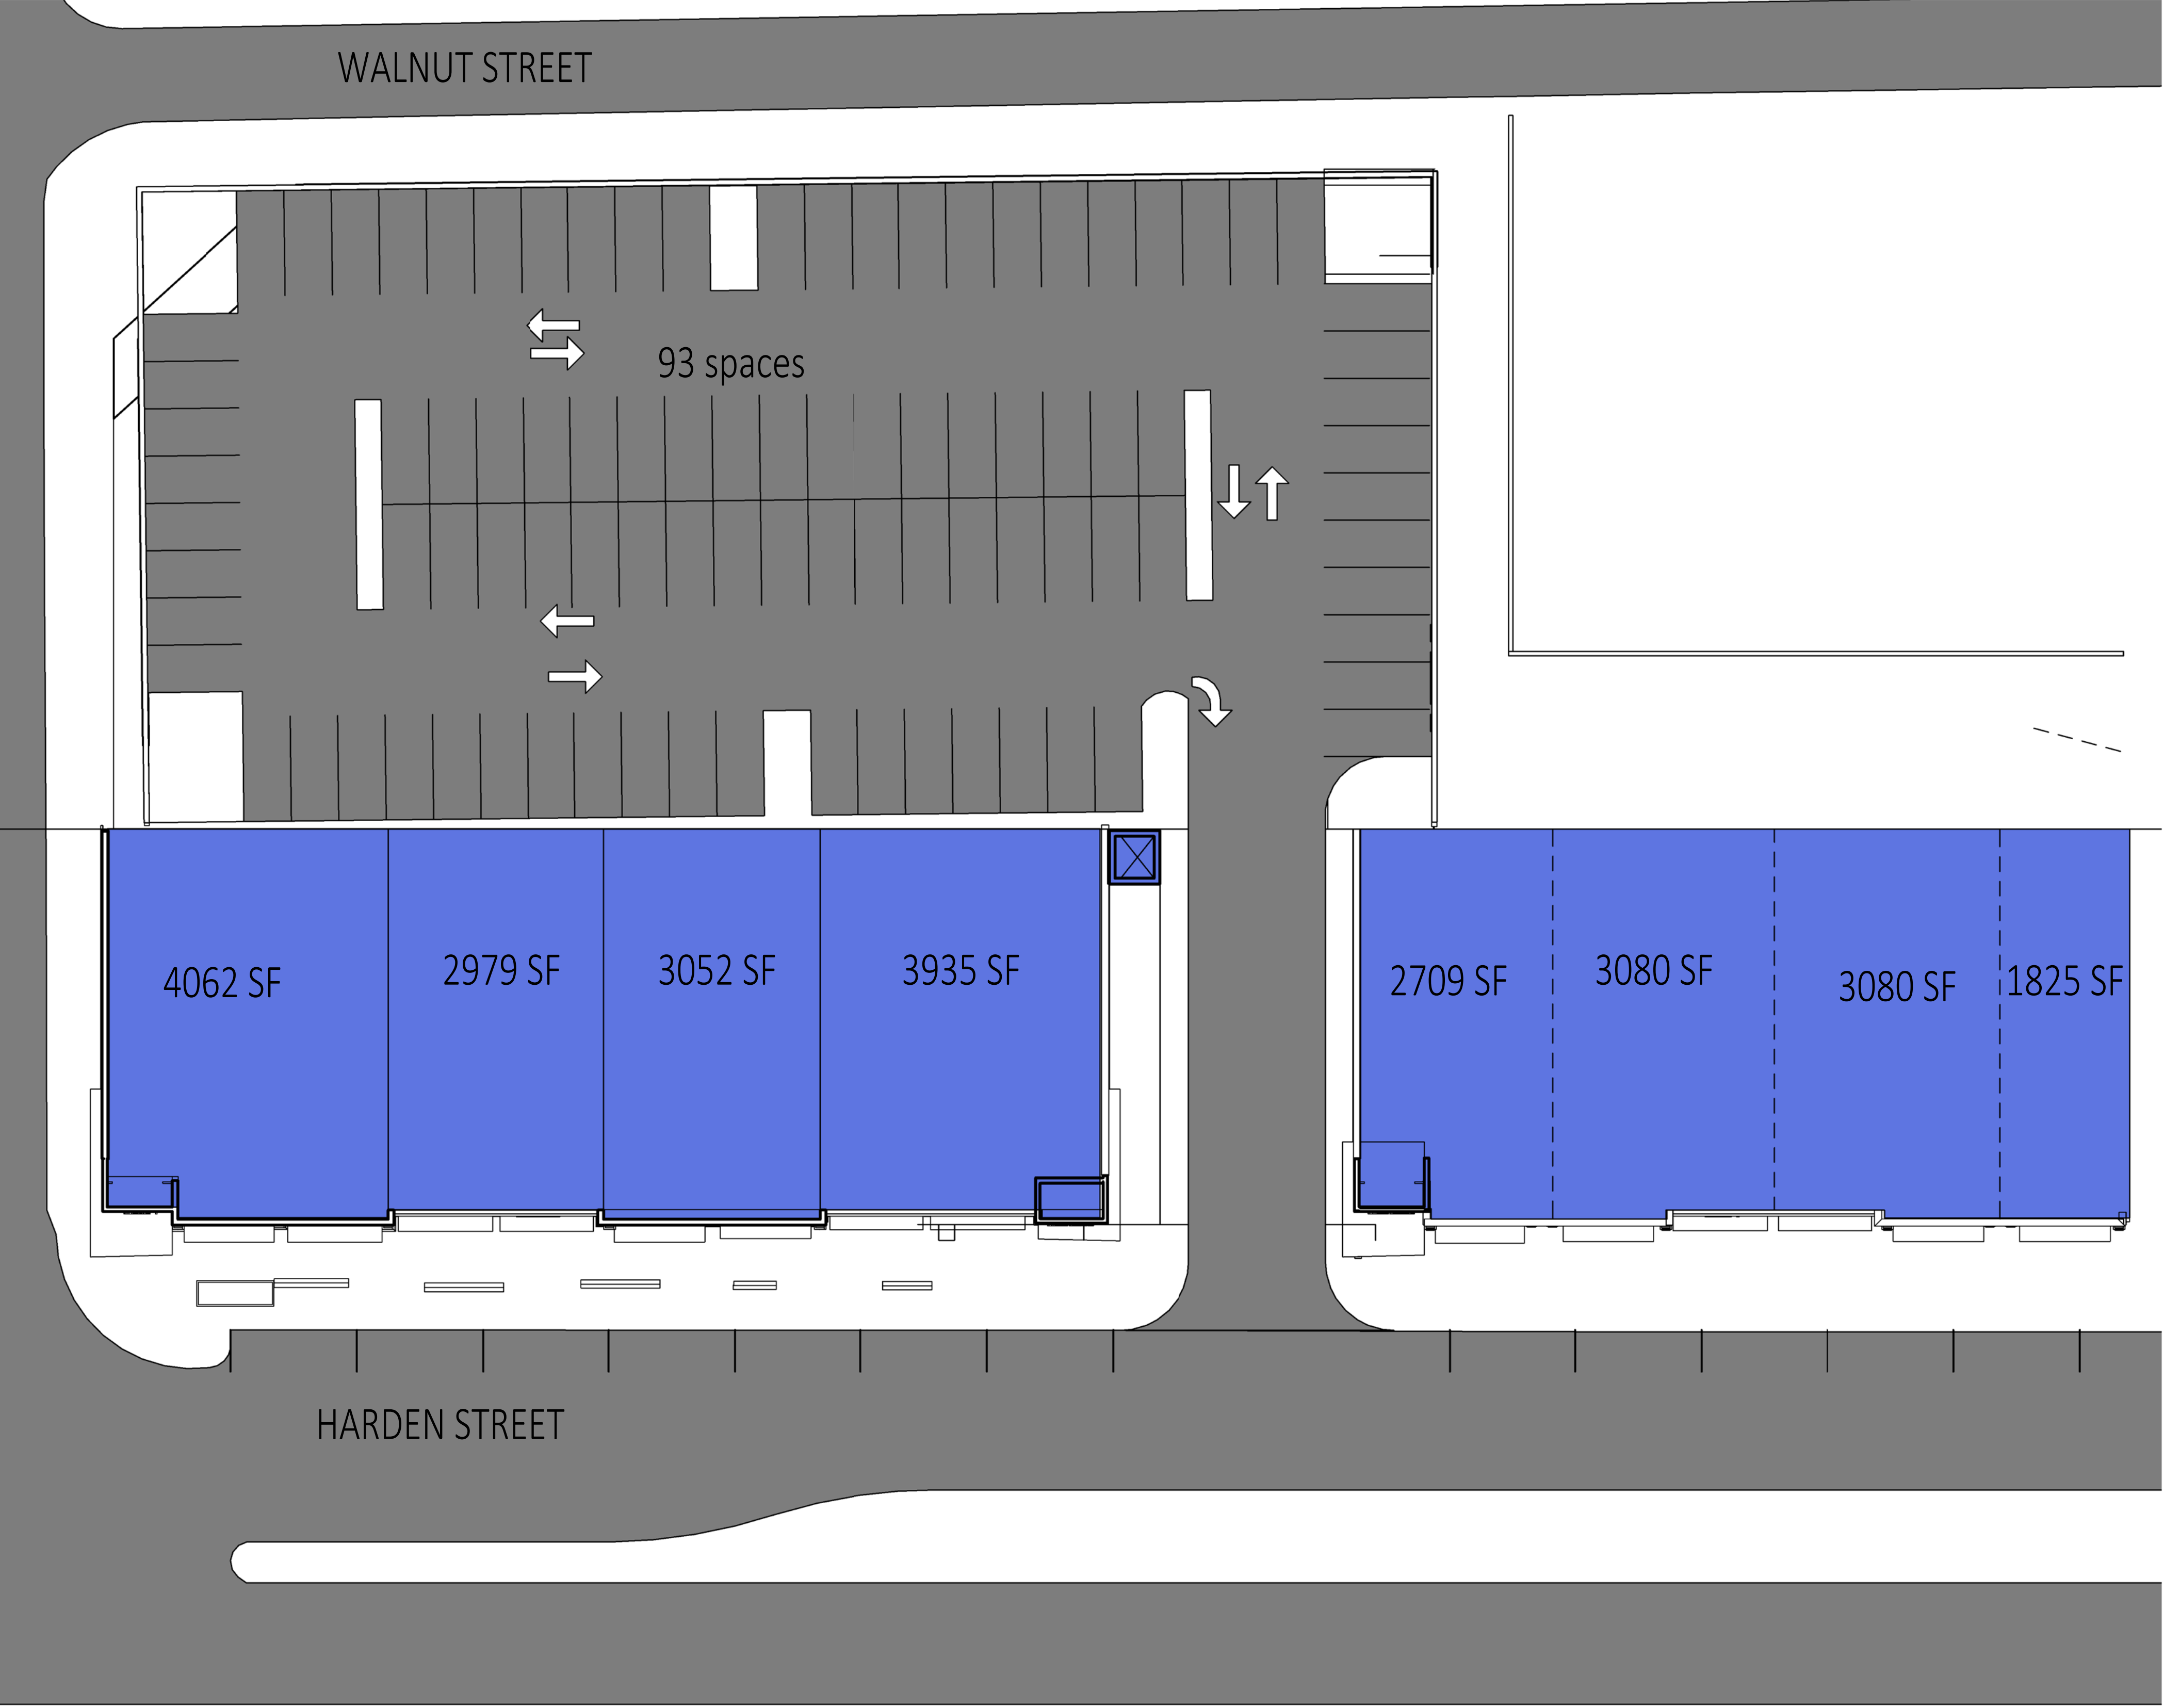 WALNUT STREET
93 spaces
4062 SF
2979 SF
3052 SF
3935 SF
2709 SF
3080 SF
3080 SF
1825 SF
HARDEN STREET